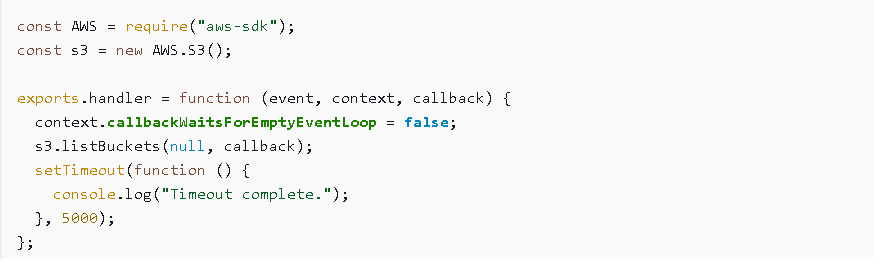 const AWS = require("aws-sdk");
const s3 = new AWS.S3();

exports.handler = function (event, context, callback) {
  context.callbackWaitsForEmptyEventLoop = false;
  s3.listBuckets(null, callback);
  setTimeout(function () {
    console.log("Timeout complete.");
  }, 5000);
};